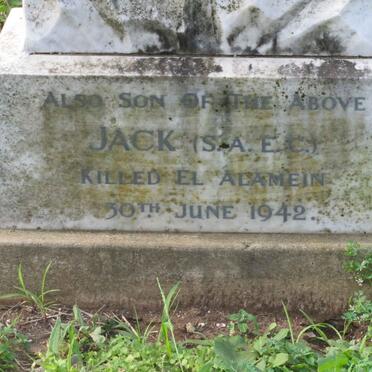 Also Son Of The Above
JACK (S.A.E.C.)
Killed El Alamein
30TH June 1942.